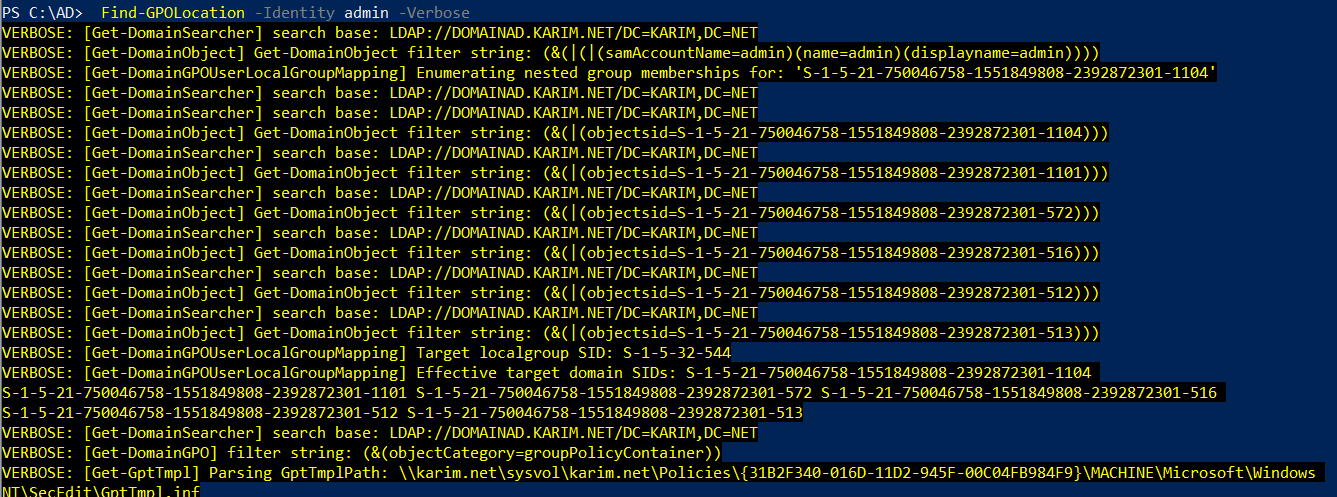 PS C:\AD>  Find-GPOLocation -Identity admin -Verbose
VERBOSE: [Get-DomainSearcher] search base: LDAP://DOMAINAD.KARIM.NET/DC=KARIM,DC=NET
VERBOSE: [Get-DomainObject] Get-DomainObject filter string: (&(|(|(samAccountName=admin)(name=admin)(displayname=admin))))
VERBOSE: [Get-DomainGPOUserLocalGroupMapping] Enumerating nested group memberships for: 'S-1-5-21-750046758-1551849808-2392872301-1104'
VERBOSE: [Get-DomainSearcher] search base: LDAP://DOMAINAD.KARIM.NET/DC=KARIM,DC=NET
VERBOSE: [Get-DomainSearcher] search base: LDAP://DOMAINAD.KARIM.NET/DC=KARIM,DC=NET
VERBOSE: [Get-DomainObject] Get-DomainObject filter string: (&(|(objectsid=S-1-5-21-750046758-1551849808-2392872301-1104)))
VERBOSE: [Get-DomainSearcher] search base: LDAP://DOMAINAD.KARIM.NET/DC=KARIM,DC=NET
VERBOSE: [Get-DomainObject] Get-DomainObject filter string: (&(|(objectsid=S-1-5-21-750046758-1551849808-2392872301-1101)))
VERBOSE: [Get-DomainSearcher] search base: LDAP://DOMAINAD.KARIM.NET/DC=KARIM,DC=NET
VERBOSE: [Get-DomainObject] Get-DomainObject filter string: (&(|(objectsid=S-1-5-21-750046758-1551849808-2392872301-572)))
VERBOSE: [Get-DomainSearcher] search base: LDAP://DOMAINAD.KARIM.NET/DC=KARIM,DC=NET
VERBOSE: [Get-DomainObject] Get-DomainObject filter string: (&(|(objectsid=S-1-5-21-750046758-1551849808-2392872301-516)))
VERBOSE: [Get-DomainSearcher] search base: LDAP://DOMAINAD.KARIM.NET/DC=KARIM,DC=NET
VERBOSE: [Get-DomainObject] Get-DomainObject filter string: (&(|(objectsid=S-1-5-21-750046758-1551849808-2392872301-512)))
VERBOSE: [Get-DomainSearcher] search base: LDAP://DOMAINAD.KARIM.NET/DC=KARIM,DC=NET
VERBOSE: [Get-DomainObject] Get-DomainObject filter string: (&(|(objectsid=S-1-5-21-750046758-1551849808-2392872301-513)))
VERBOSE: [Get-DomainGPOUserLocalGroupMapping] Target localgroup SID: S-1-5-32-544
VERBOSE: [Get-DomainGPOUserLocalGroupMapping] Effective target domain SIDs: S-1-5-21-750046758-1551849808-2392872301-1104
S-1-5-21-750046758-1551849808-2392872301-1101 S-1-5-21-750046758-1551849808-2392872301-572 S-1-5-21-750046758-1551849808-2392872301-516
S-1-5-21-750046758-1551849808-2392872301-512 S-1-5-21-750046758-1551849808-2392872301-513
VERBOSE: [Get-DomainSearcher] search base: LDAP://DOMAINAD.KARIM.NET/DC=KARIM,DC=NET
VERBOSE: [Get-DomainGPO] filter string: (&(objectCategory=groupPolicyContainer))
VERBOSE: [Get-GptTmpl] Parsing GptTmplPath: \\karim.net\sysvol\karim.net\Policies\{31B2F340-016D-11D2-945F-00C04FB984F9}\MACHINE\Microsoft\Windows
NT\SecEdit\GptTmpl.inf